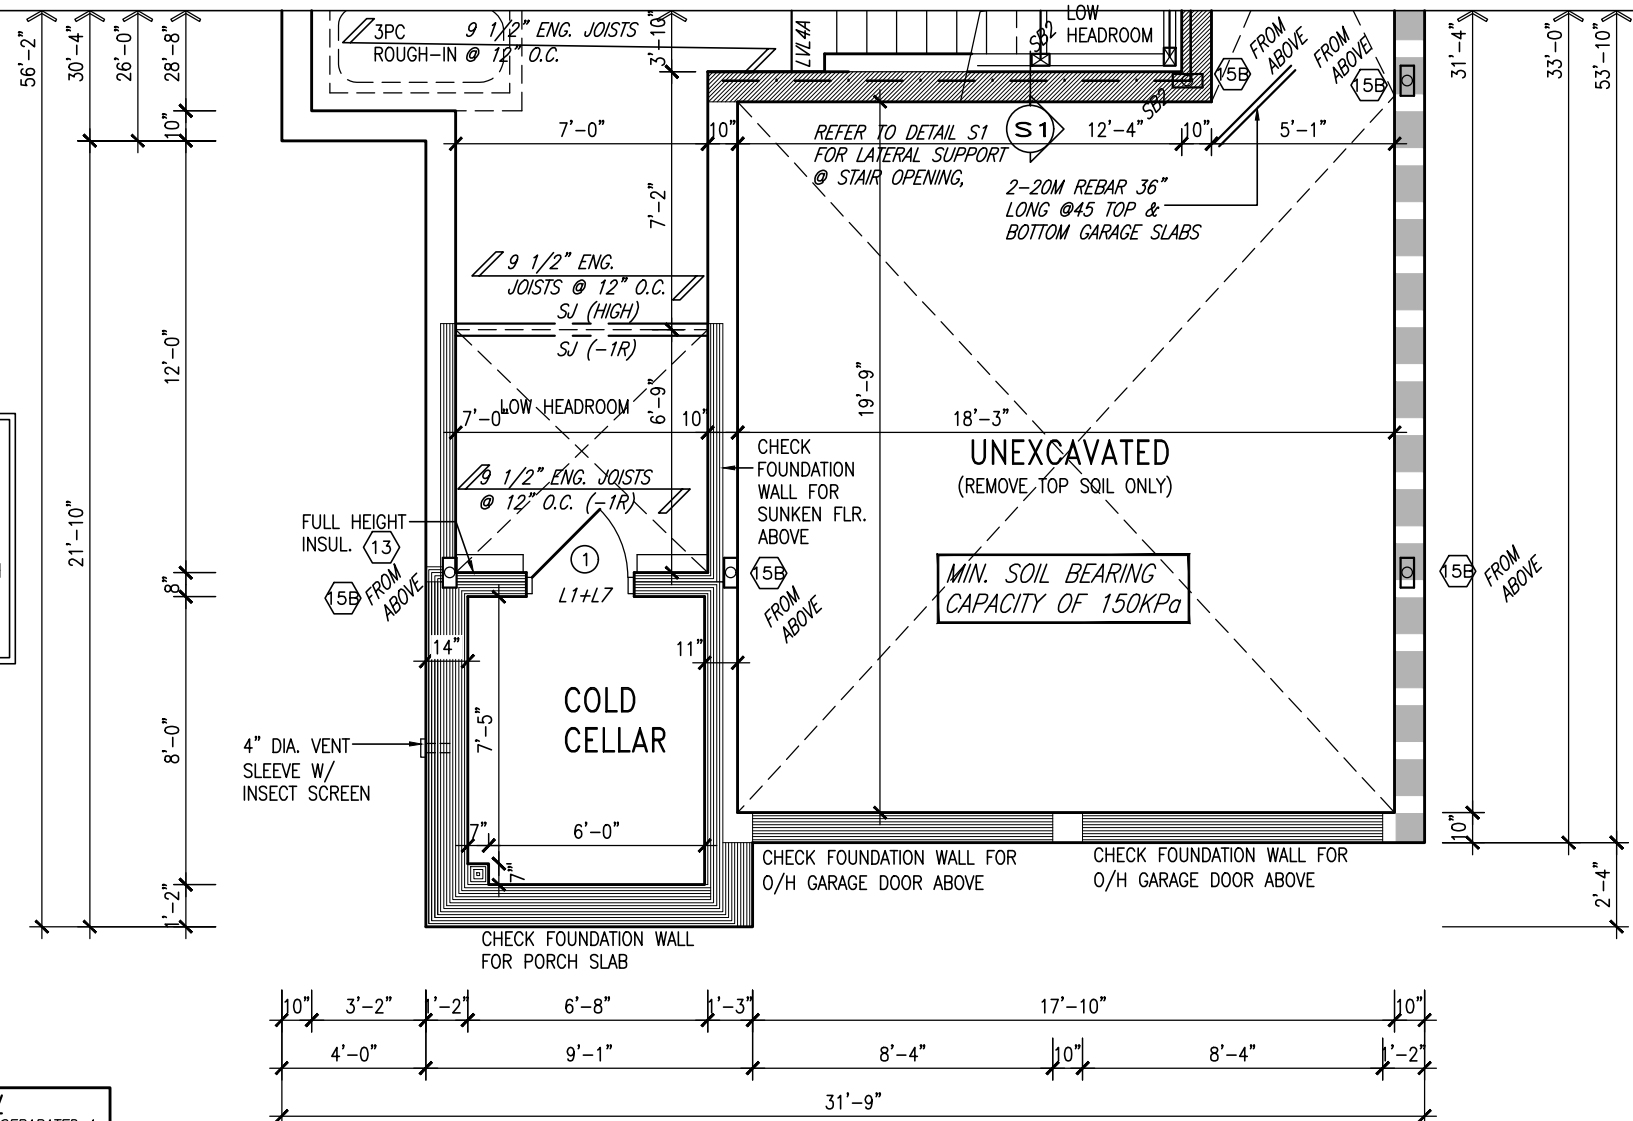 3PC
ROUGH-IN
9 1/2" ENG. JOISTS
@ 12" O.C.
3'-10"
LVL4A
SB2
LOW
HEADROOM
15B
FROM
ABOVE
FROM
ABOVE
15B
SB2
56'-2"
30'-4"
26'-0"
28'-8"
31'-4"
33'-0"
53'-10"
10"
7'-0"
10"
REFER TO DETAIL S1
FOR LATERAL SUPPORT
@ STAIR OPENING,
S1
12'-4"
10"
5'-1"
2-20M REBAR 36"
LONG @45 TOP &
BOTTOM GARAGE SLABS
7'-2"
9 1/2" ENG.
JOISTS @ 12" O.C.
SJ (HIGH)
SJ (-1R)
12'-0"
6'-9"
19'-9"
LOW HEADROOM
7'-0"
10"
18'-3"
UNEXCAVATED
(REMOVE TOP SOIL ONLY)
CHECK
FOUNDATION
WALL FOR
SUNKEN FLR.
ABOVE
9 1/2" ENG. JOISTS
@ 12" O.C. (-1R)
FULL HEIGHT
INSUL.
13
21'-10"
8"
15B
FROM
ABOVE
1
L1+L7
15B
FROM
ABOVE
MIN. SOIL BEARING
CAPACITY OF 150KPa
15B
FROM
ABOVE
14"
11"
COLD
CELLAR
7'-5"
8'-0"
4" DIA. VENT
SLEEVE W/
INSECT SCREEN
7"
6'-0"
7"
10"
CHECK FOUNDATION WALL FOR
O/H GARAGE DOOR ABOVE
CHECK FOUNDATION WALL FOR
O/H GARAGE DOOR ABOVE
1'-2"
2'-4"
CHECK FOUNDATION WALL
FOR PORCH SLAB
10"
3'-2"
1'-2"
6'-8"
1'-3"
17'-10"
10"
4'-0"
9'-1"
8'-4"
10"
8'-4"
1'-2"
31'-9"